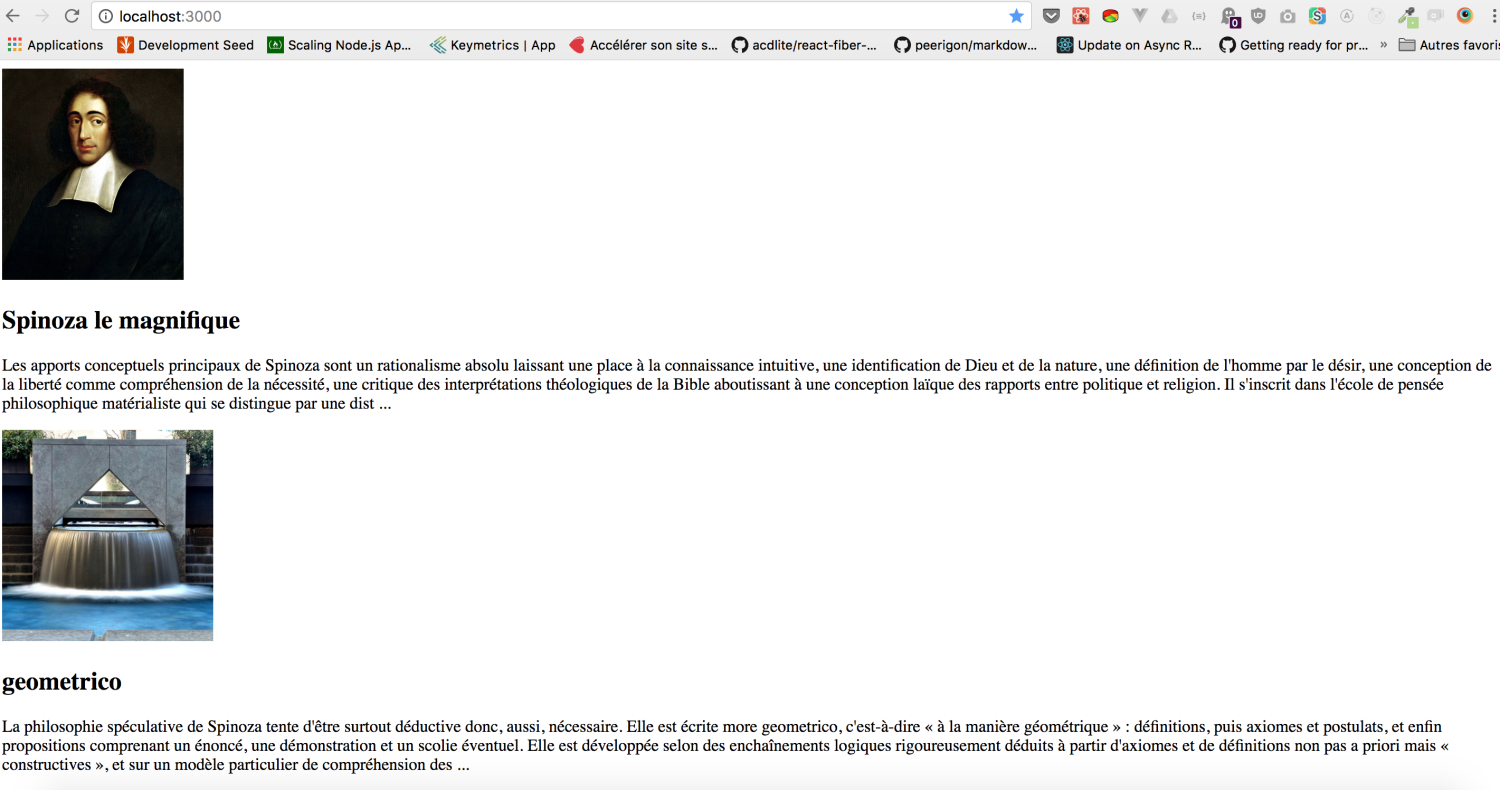 localhost:3000
0
Applications
Development Seed
Scaling Node.js Ap...
Keymetrics | App
Accélérer son site s...
acdlite/react-fiber-...
peerigon/markdow...
Update on Async R...
Getting ready for pr...
»
Autres favoris
Spinoza le magnifique
Les apports conceptuels principaux de Spinoza sont un rationalisme absolu laissant une place à la connaissance intuitive, une identification de Dieu et de la nature, une définition de l'homme par le désir, une conception de
la liberté comme compréhension de la nécessité, une critique des interprétations théologiques de la Bible aboutissant à une conception laïque des rapports entre politique et religion. Il s'inscrit dans l'école de pensée
philosophique matérialiste qui se distingue par une dist ...
geometrico
La philosophie spéculative de Spinoza tente d'être surtout déductive donc, aussi, nécessaire. Elle est écrite more geometrico, c'est-à-dire « à la manière géométrique » : définitions, puis axiomes et postulats, et enfin
propositions comprenant un énoncé, une démonstration et un scolie éventuel. Elle est développée selon des enchaînements logiques rigoureusement déduits à partir d'axiomes et de définitions non pas a priori mais «
constructives », et sur un modèle particulier de compréhension des ...